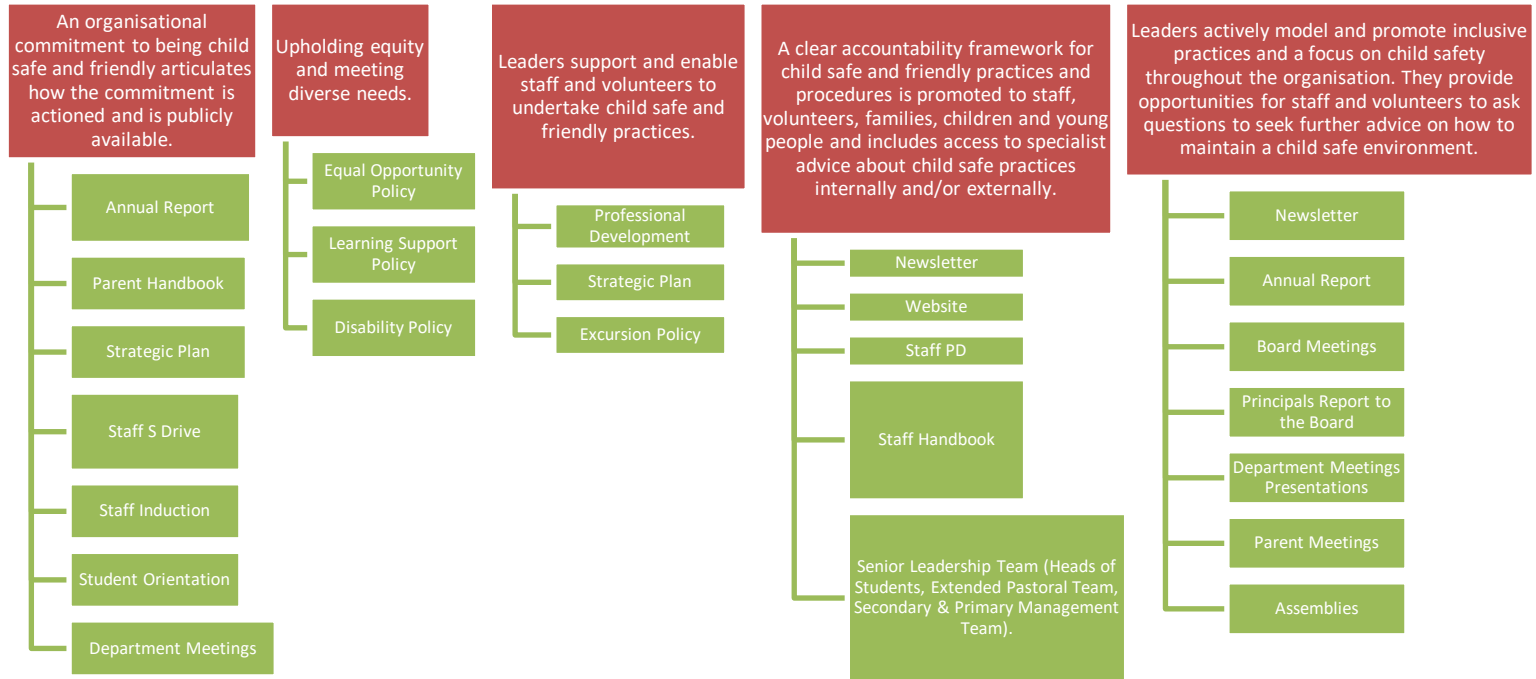 An organisational
commitment to being child
safe and friendly articulates
how the commitment is
actioned and is publicly
available.
Annual Report
Parent Handbook
Strategic Plan
Staff S Drive
Staff Induction
Student Orientation
Department Meetings
Upholding equity
and meeting
diverse needs.
Equal Opportunity
Policy
Learning Support
Policy
Disability Policy
Leaders support and enable
staff and volunteers to
undertake child safe and
friendly practices.
Professional
Development
Strategic Plan
Excursion Policy
A clear accountability framework for
child safe and friendly practices and
procedures is promoted to staff,
volunteers, families, children and young
people and includes access to specialist
advice about child safe practices
internally and/or externally.
Newsletter
Website
Staff PD
Staff Handbook
Senior Leadership Team (Heads of
Students, Extended Pastoral Team,
Secondary & Primary Management
Team).
Leaders actively model and promote inclusive
practices and a focus on child safety
throughout the organisation. They provide
opportunities for staff and volunteers to ask
questions to seek further advice on how to
maintain a child safe environment.
Newsletter
Annual Report
Board Meetings
Principals Report to
the Board
Department Meetings
Presentations
Parent Meetings
Assemblies